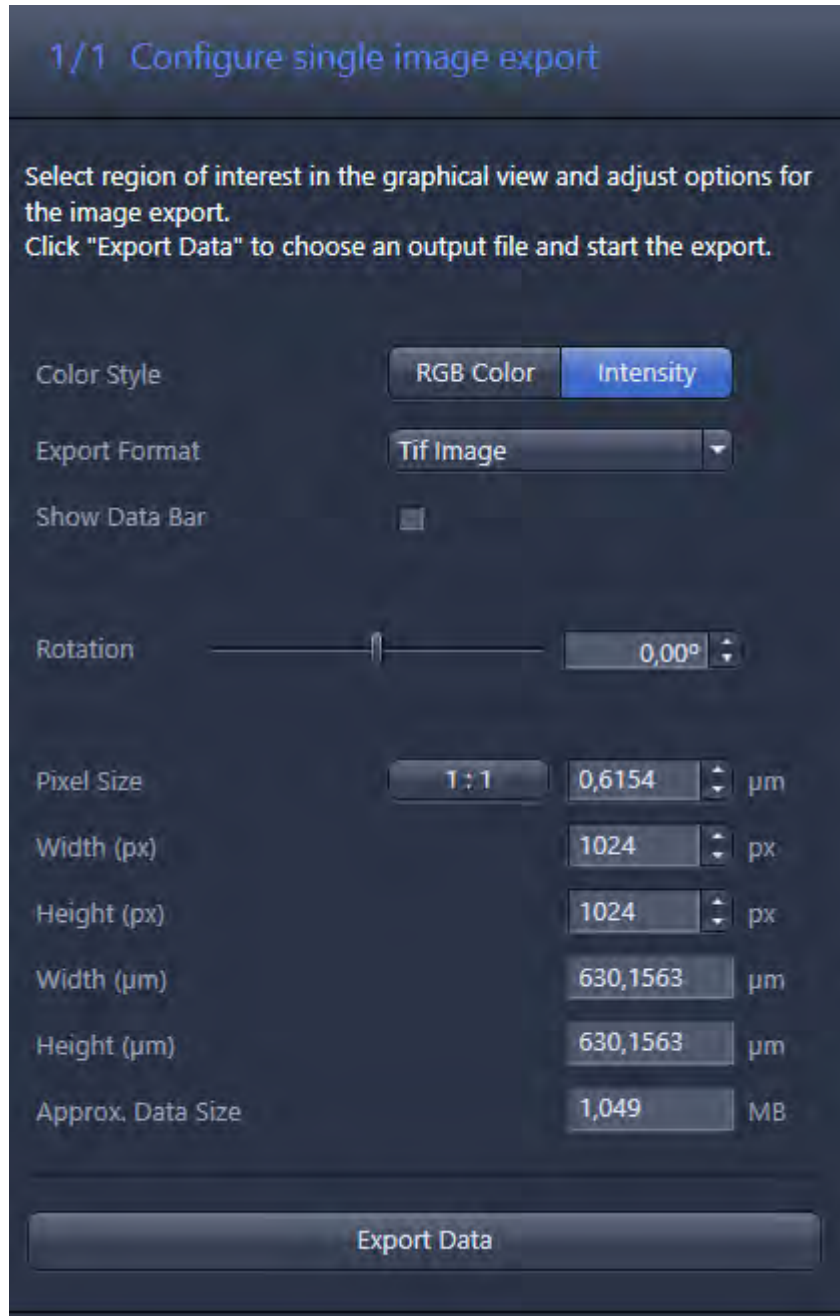 1/1 Configure single image export
Select region of interest in the graphical view and adjust options for
the image export.
Click "Export Data" to choose an output file and start the export.
Color Style RGB Color Intensity
Export Format Tif Image
Show Data Bar
Rotation 0,00º
Pixel Size 1 : 1 0,6154 µm
Width (px) 1024 px
Height (px) 1024 px
Width (µm) 630,1563 µm
Height (µm) 630,1563 µm
Approx. Data Size 1,049 MB
Export Data